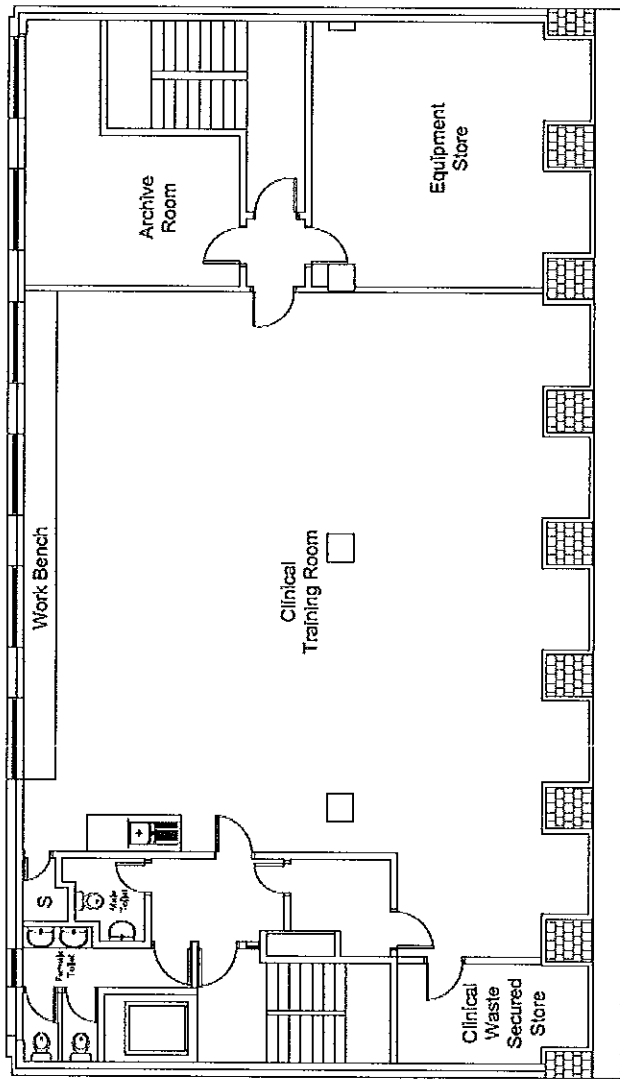 Female
Toilet
S
Male
Toilet
Work Bench
Archive
Room
Clinical
Training Room
Clinical
Waste
Secured
Store
Equipment
Store